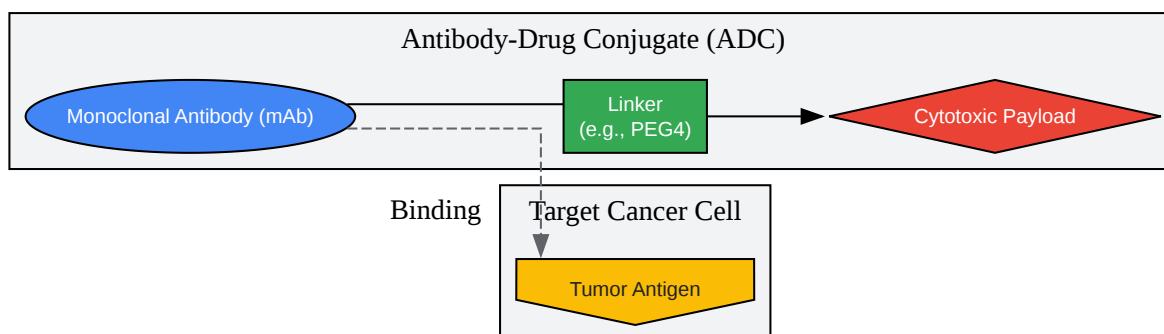 Antibody-Drug Conjugate (ADC)
Monoclonal Antibody (mAb)
Linker
(e.g., PEG4)
Cytotoxic Payload
Binding
Target Cancer Cell
Tumor Antigen